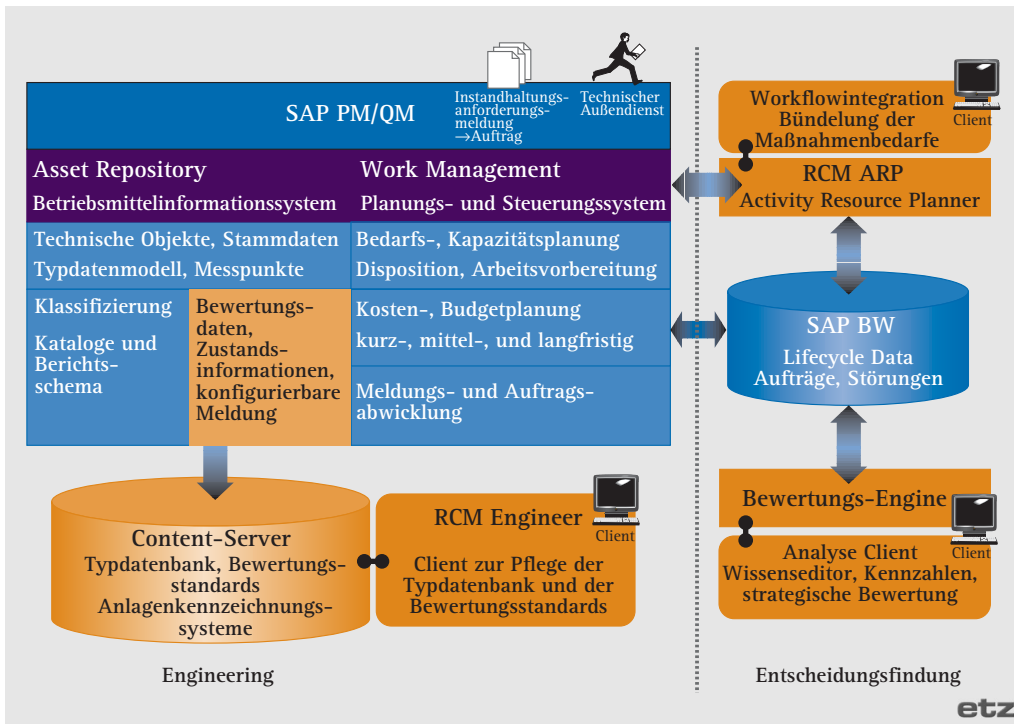 SAP PM/QM
Instandhaltungs-
anforderungs-
meldung
→Auftrag
Technischer
Außendienst
Asset Repository
Betriebsmittelinformationssystem
Work Management
Planungs- und Steuerungssystem
Technische Objekte, Stammdaten
Typdatenmodell, Messpunkte
Bedarfs-, Kapazitätsplanung
Disposition, Arbeitsvorbereitung
Klassifizierung
Kataloge und
Berichts-
schema
Bewertungs-
daten,
Zustands-
informationen,
konfigurierbare
Meldung
Kosten-, Budgetplanung
kurz-, mittel-, und langfristig
Meldungs- und Auftrags-
abwicklung
Content-Server
Typdatenbank, Bewertungs-
standards
Anlagenkennzeichnungs-
systeme
RCM Engineer
Client
Client zur Pflege der
Typdatenbank und der
Bewertungsstandards
Engineering
Workflowintegration
Bündelung der
Maßnahmenbedarfe
Client
RCM ARP
Activity Resource Planner
SAP BW
Lifecycle Data
Aufträge, Störungen
Bewertungs-Engine
Client
Analyse Client
Wissenseditor, Kennzahlen,
strategische Bewertung
Entscheidungsfindung
etz